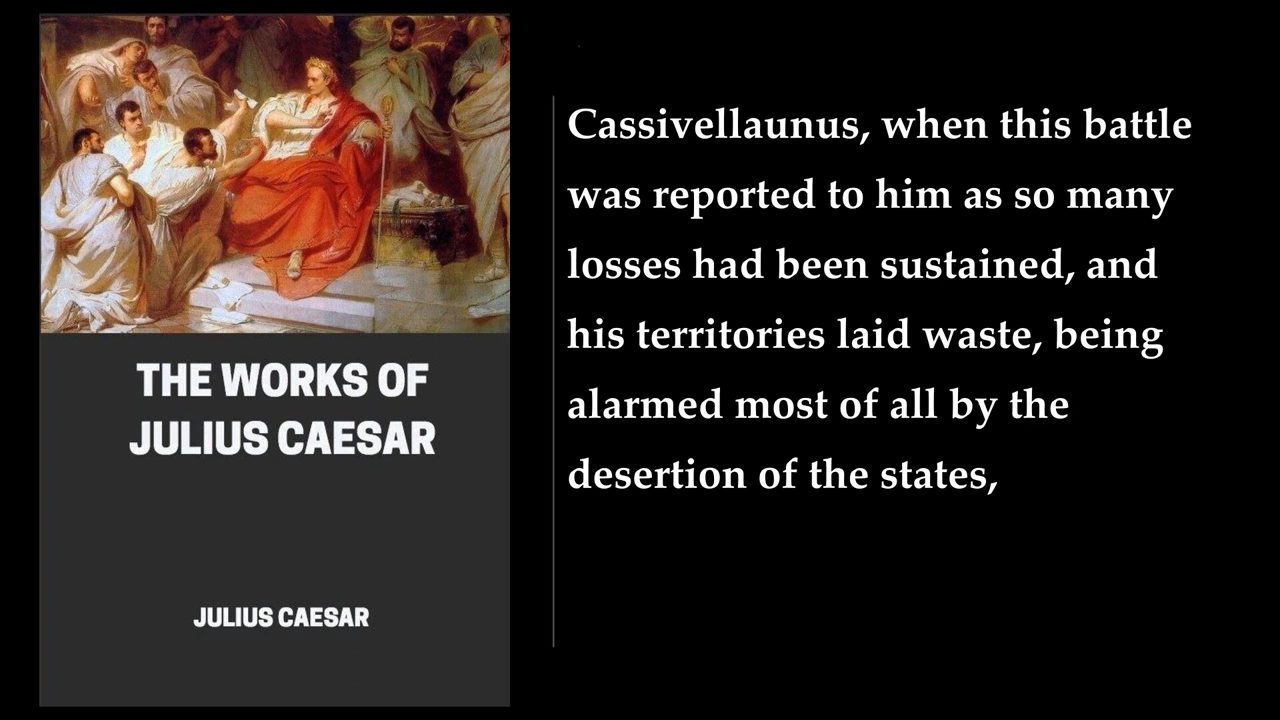 THE WORKS OF
JULIUS CAESAR
JULIUS CAESAR
Cassivellaunus, when this battle
was reported to him as so many
losses had been sustained, and
his territories laid waste, being
alarmed most of all by the
desertion of the states,